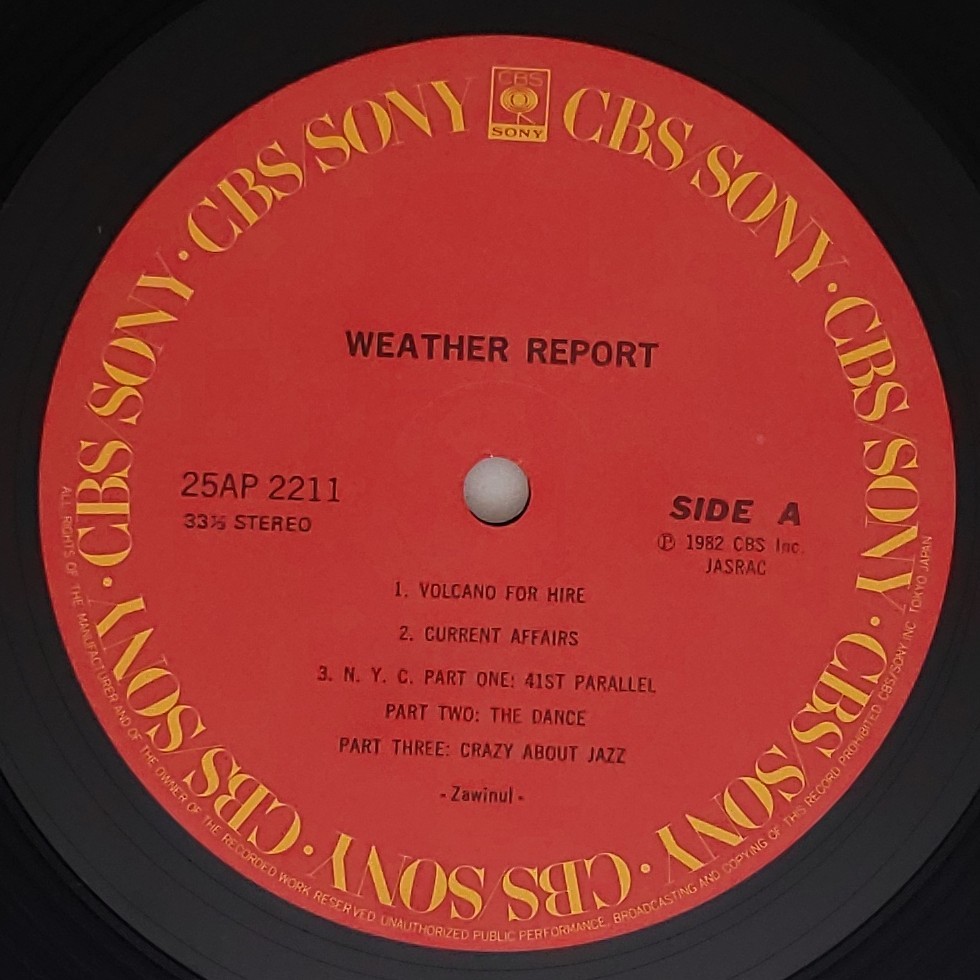 CBS
SONY
CBS/SONY · CBS/SONY · CBS/SONY · CBS/SONY · CBS/SONY · CBS/SONY · CBS/SONY
WEATHER REPORT
25AP 2211
33⅓ STEREO
SIDE A
Ⓟ 1982 CBS Inc.
JASRAC
1. VOLCANO FOR HIRE
2. CURRENT AFFAIRS
3. N. Y. C. PART ONE: 41ST PARALLEL
PART TWO: THE DANCE
PART THREE: CRAZY ABOUT JAZZ
- Zawinul -
ALL RIGHTS OF THE MANUFACTURER AND OF THE OWNER OF THE RECORDED WORK RESERVED UNAUTHORIZED PUBLIC PERFORMANCE, BROADCASTING AND COPYING OF THIS RECORD PROHIBITED CBS/SONY INC. TOKYO JAPAN